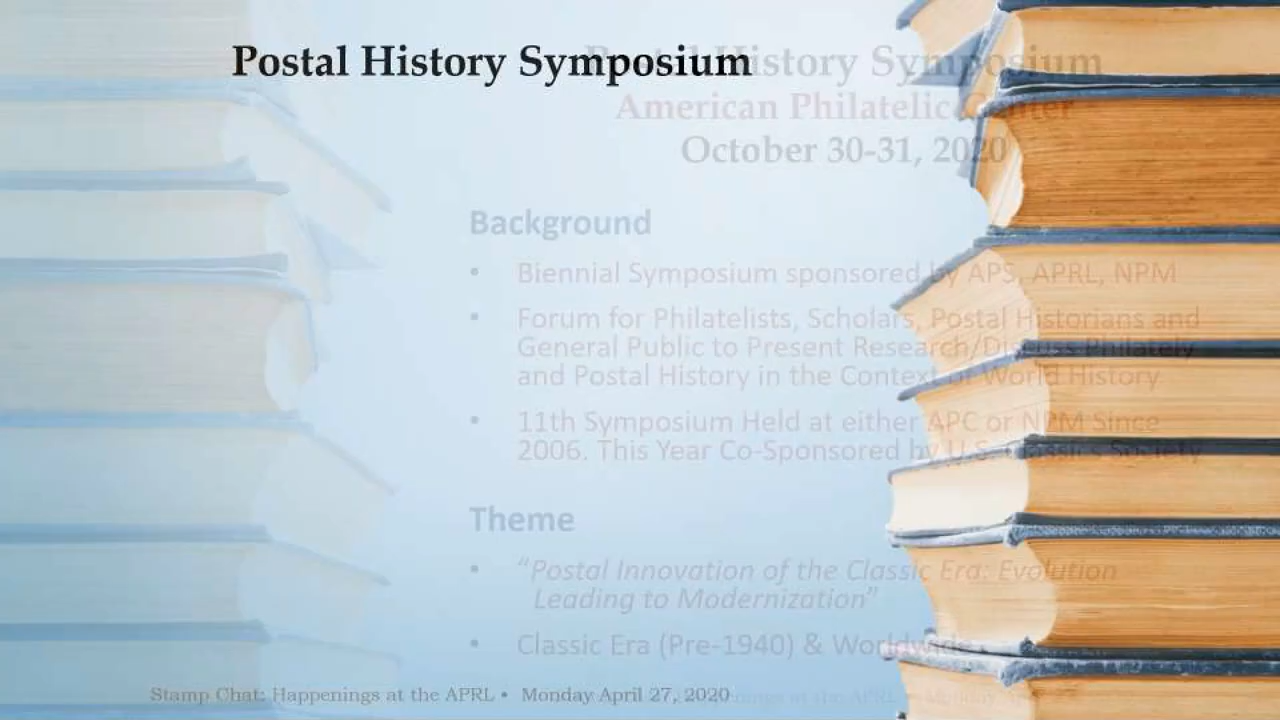 Postal History Symposium
Postal History Symposium
American Philatelic Center
October 30-31, 2020
Background
• Biennial Symposium sponsored by APS, APRL, NPM
• Forum for Philatelists, Scholars, Postal Historians and
General Public to Present Research/Discuss Philately
and Postal History in the Context of World History
• 11th Symposium Held at either APC or NPM Since
2006. This Year Co-Sponsored by U.S. Classics Society
Theme
• “Postal Innovation of the Classic Era: Evolution
Leading to Modernization”
• Classic Era (Pre-1940) & Worldwide
Stamp Chat: Happenings at the APRL • Monday April 27, 2020